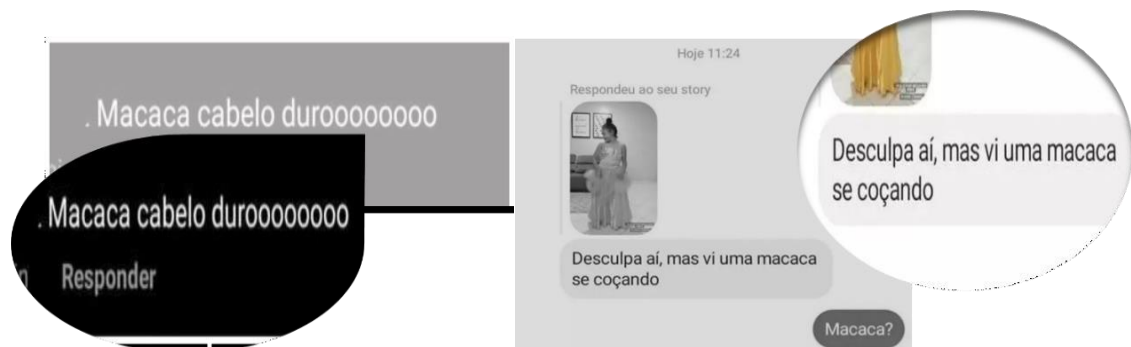 . Macaca cabelo duroooooooo
. Macaca cabelo duroooooooo
Responder
Hoje 11:24
Respondeu ao seu story
Desculpa aí, mas vi uma macaca
se coçando
Macaca?
Desculpa aí, mas vi uma macaca
se coçando